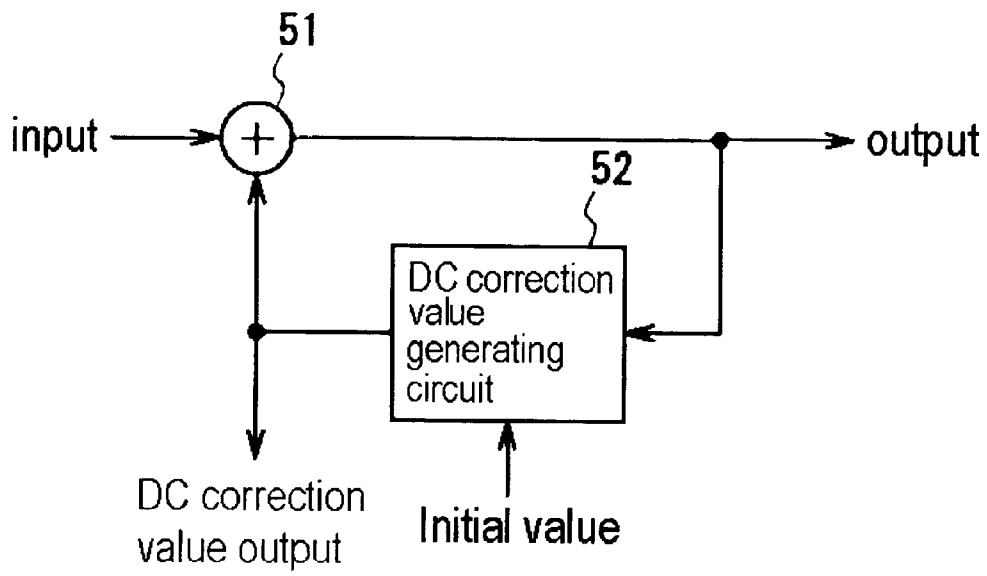 51
input
+
output
52
DC correction
value
generating
circuit
DC correction
value output
Initial value